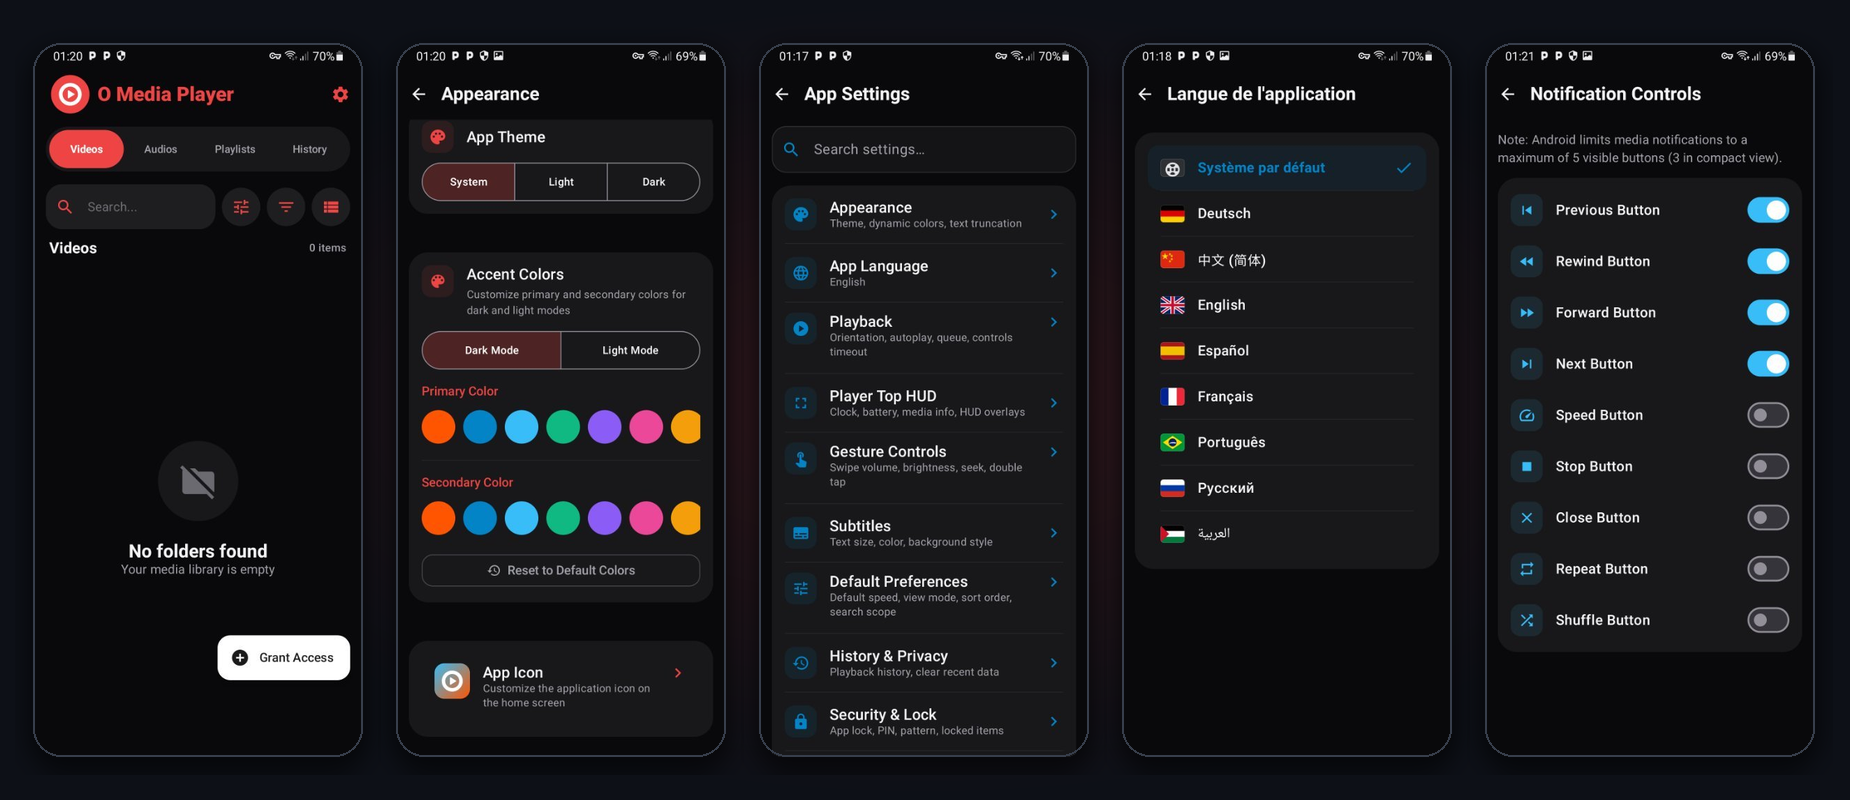 01:20 P P
70%
O Media Player
Videos
Audios
Playlists
History
Search...
Videos
0 items
No folders found
Your media library is empty
Grant Access
01:20 P P
69%
Appearance
App Theme
System
Light
Dark
Accent Colors
Customize primary and secondary colors for
dark and light modes
Dark Mode
Light Mode
Primary Color
Secondary Color
Reset to Default Colors
App Icon
Customize the application icon on
the home screen
01:17 P P
70%
App Settings
Search settings...
Appearance
Theme, dynamic colors, text truncation
App Language
English
Playback
Orientation, autoplay, queue, controls
timeout
Player Top HUD
Clock, battery, media info, HUD overlays
Gesture Controls
Swipe volume, brightness, seek, double
tap
Subtitles
Text size, color, background style
Default Preferences
Default speed, view mode, sort order,
search scope
History & Privacy
Playback history, clear recent data
Security & Lock
App lock, PIN, pattern, locked items
01:18 P P
70%
Langue de l'application
Système par défaut
Deutsch
中文 (简体)
English
Español
Français
Português
Русский
العربية
01:21 P P
69%
Notification Controls
Note: Android limits media notifications to a
maximum of 5 visible buttons (3 in compact view).
Previous Button
Rewind Button
Forward Button
Next Button
Speed Button
Stop Button
Close Button
Repeat Button
Shuffle Button